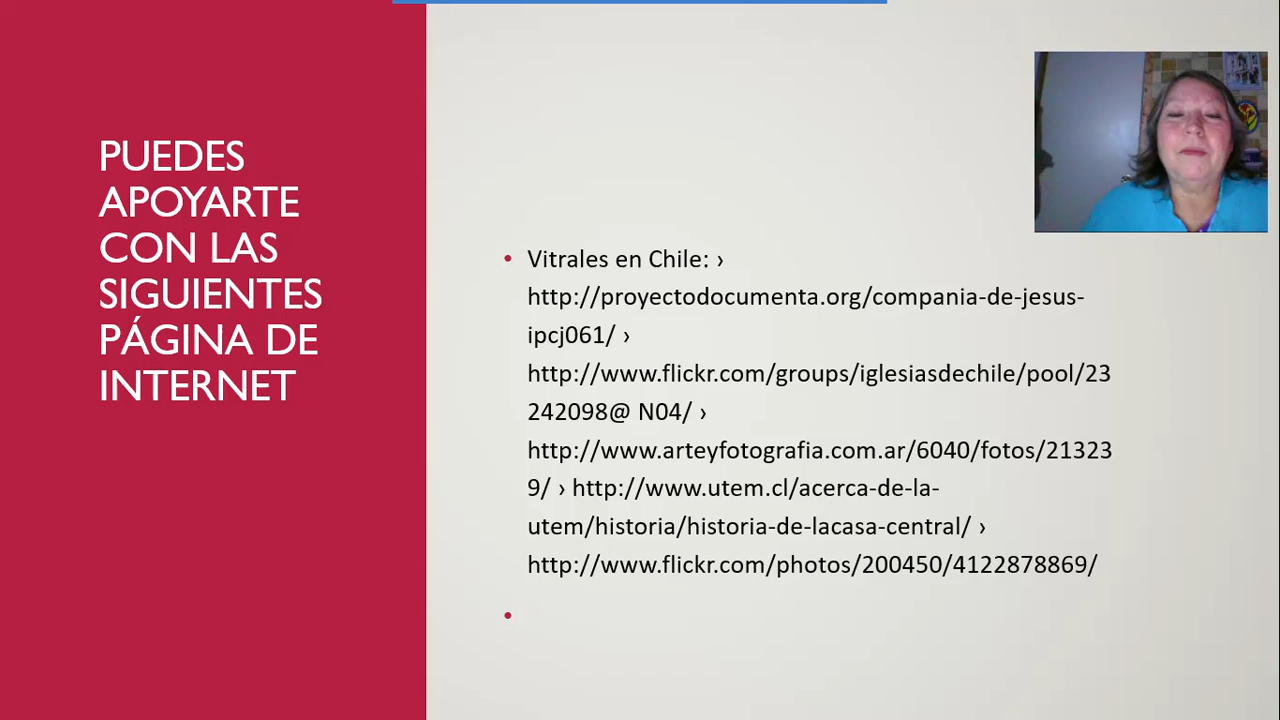 PUEDES
APOYARTE
CON LAS
SIGUIENTES
PÁGINA DE
INTERNET
• Vitrales en Chile: ›
http://proyectodocumenta.org/compania-de-jesus-
ipcj061/ ›
http://www.flickr.com/groups/iglesiasdechile/pool/23
242098@ N04/ ›
http://www.arteyfotografia.com.ar/6040/fotos/21323
9/ › http://www.utem.cl/acerca-de-la-
utem/historia/historia-de-lacasa-central/ ›
http://www.flickr.com/photos/200450/4122878869/
•